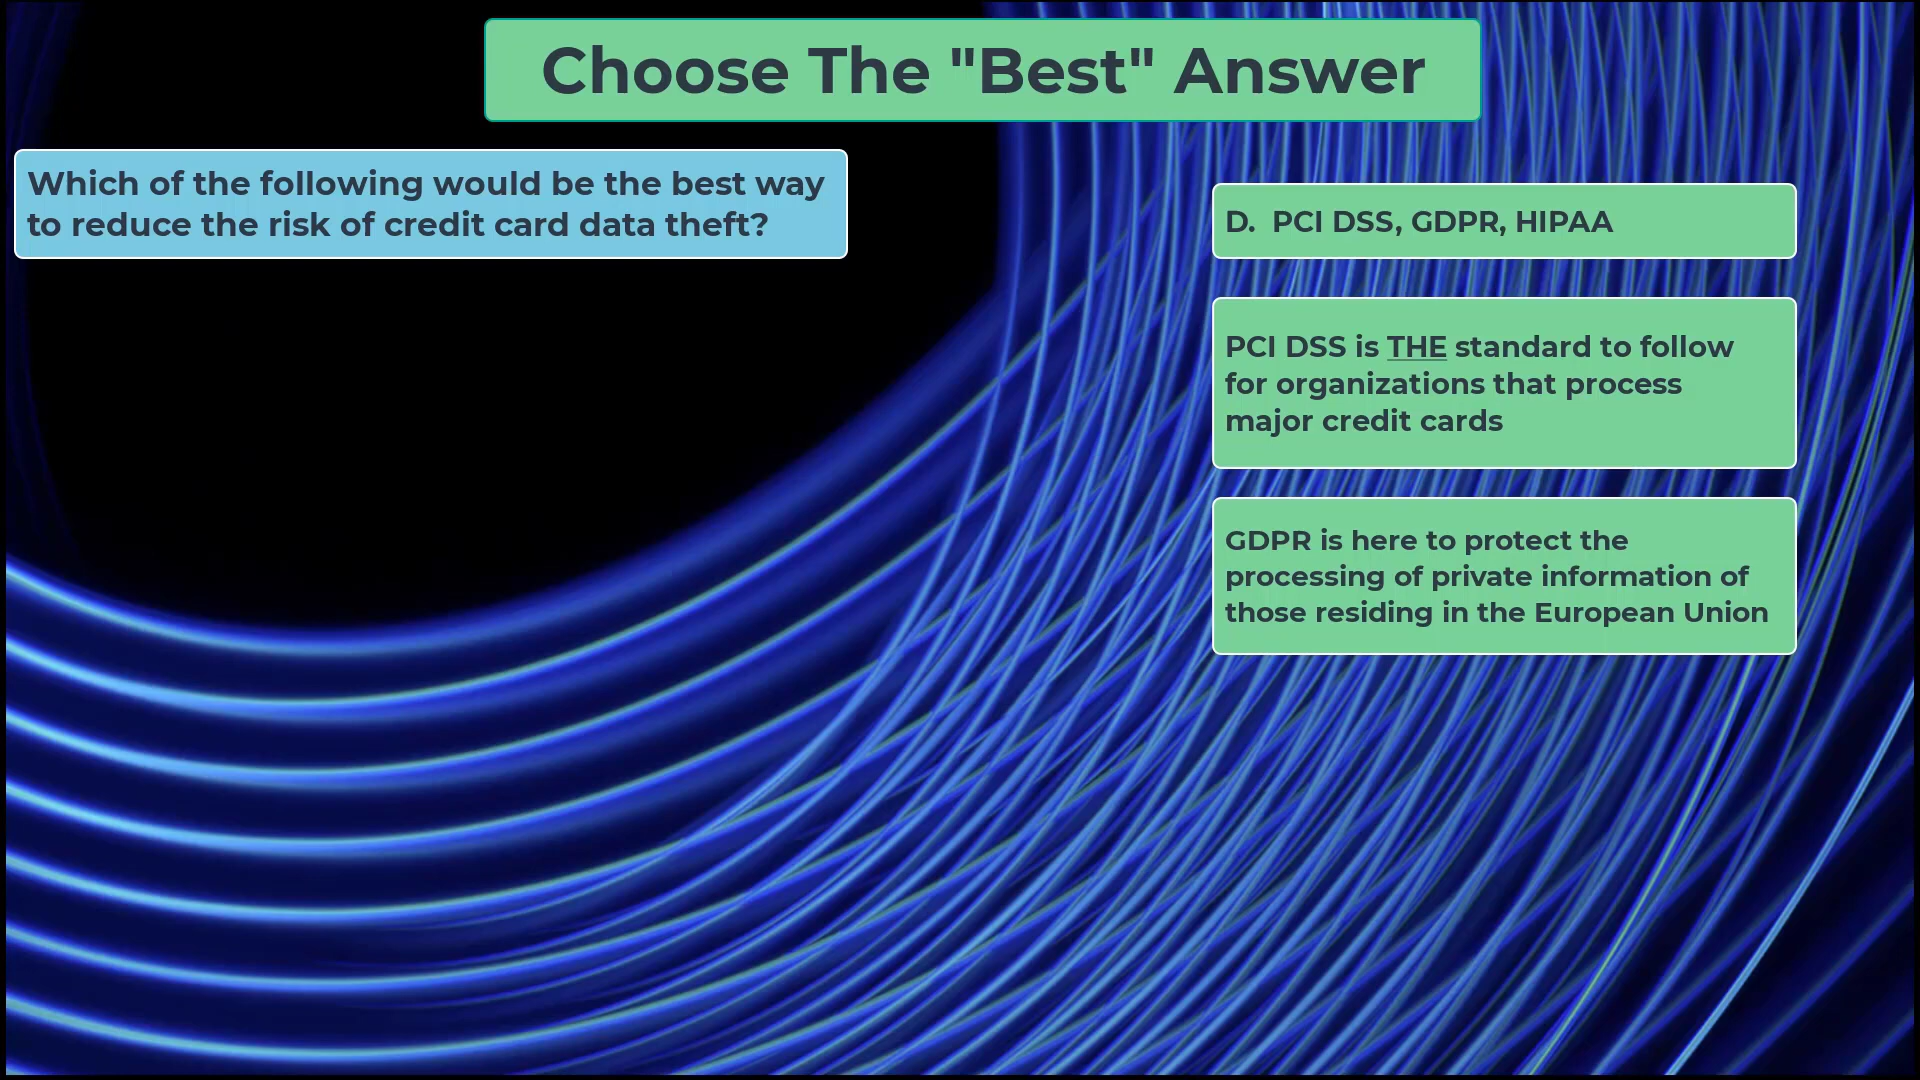 Choose The "Best" Answer
Which of the following would be the best way
to reduce the risk of credit card data theft?
D. PCI DSS, GDPR, HIPAA
PCI DSS is THE standard to follow
for organizations that process
major credit cards
GDPR is here to protect the
processing of private information of
those residing in the European Union